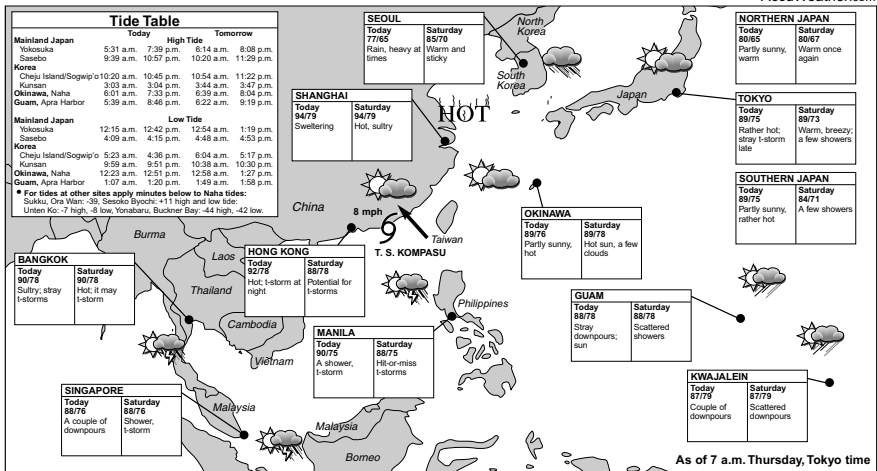 Tide Table
Today Tomorrow
Mainland Japan High Tide
Yokosuka 5:31 a.m. 7:39 p.m. 6:14 a.m. 8:08 p.m.
Sasebo 9:39 a.m. 10:57 p.m. 10:20 a.m. 11:29 p.m.
Korea
Cheju Island/Sogwip'o 10:20 a.m. 10:45 p.m. 10:54 a.m. 11:22 p.m.
Kunsan 3:03 a.m. 3:04 p.m. 3:44 a.m. 3:47 p.m.
Okinawa, Naha 6:01 a.m. 7:33 p.m. 6:39 a.m. 8:04 p.m.
Guam, Apra Harbor 5:39 a.m. 8:46 p.m. 6:22 a.m. 9:19 p.m.
Mainland Japan Low Tide
Yokosuka 12:15 a.m. 12:42 p.m. 12:54 a.m. 1:19 p.m.
Sasebo 4:09 a.m. 4:15 p.m. 4:48 a.m. 4:53 p.m.
Korea
Cheju Island/Sogwip'o 5:23 a.m. 4:36 p.m. 6:04 a.m. 5:17 p.m.
Kunsan 9:59 a.m. 9:51 p.m. 10:38 a.m. 10:30 p.m.
Okinawa, Naha 12:23 a.m. 12:51 p.m. 12:58 a.m. 1:27 p.m.
Guam, Apra Harbor 1:07 a.m. 1:20 p.m. 1:49 a.m. 1:58 p.m.
• For tides at other sites apply minutes below to Naha tides:
Sukku, Ora Wan: -39, Sesoko Byochi: +11 high and low tide:
Unten Ko: -7 high, -8 low, Yonabaru, Buckner Bay: -44 high, -42 low.
SEOUL
Today Saturday
77/65 85/70
Rain, heavy at Warm and
times sticky
North
Korea
South
Korea
Japan
NORTHERN JAPAN
Today Saturday
80/65 80/67
Partly sunny, Warm once
warm again
TOKYO
Today Saturday
89/75 89/73
Rather hot; Warm, breezy;
stray t-storm a few showers
late
SOUTHERN JAPAN
Today Saturday
89/75 84/71
Partly sunny, A few showers
rather hot
SHANGHAI
Today Saturday
94/79 94/79
Sweltering Hot, sultry
HOT
China
8 mph
T. S. KOMPASU
Taiwan
OKINAWA
Today Saturday
89/76 89/78
Partly sunny, Hot sun, a few
hot clouds
Burma
Laos
Thailand
Cambodia
Vietnam
Philippines
BANGKOK
Today Saturday
90/78 90/78
Sultry; stray Hot; it may
t-storms t-storm
HONG KONG
Today Saturday
92/78 88/78
Hot; t-storm at Potential for
night t-storms
MANILA
Today Saturday
90/75 88/75
A shower, Hit-or-miss
t-storm t-storms
GUAM
Today Saturday
88/78 88/78
Stray Scattered
downpours; showers
sun
KWAJALEIN
Today Saturday
87/79 87/79
Couple of Scattered
downpours downpours
SINGAPORE
Today Saturday
88/76 88/76
A couple of Shower,
downpours t-storm
Malaysia
Malaysia
Borneo
As of 7 a.m. Thursday, Tokyo time